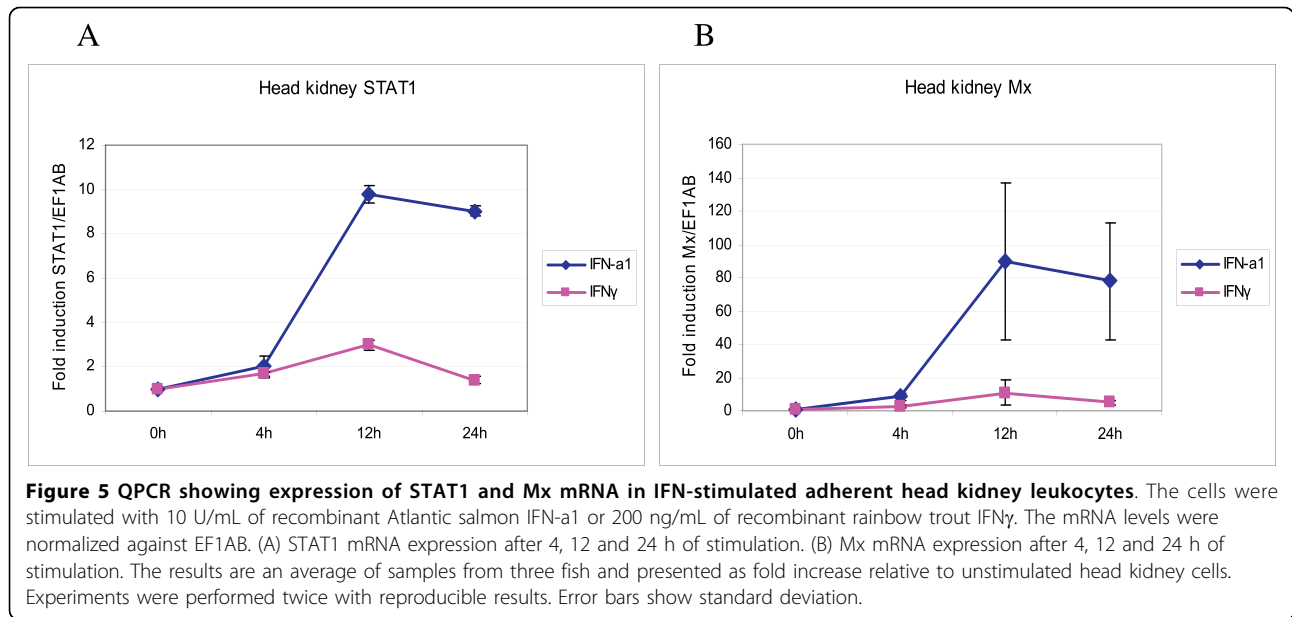 A
B
Head kidney STAT1
Fold induction STAT1/EF1AB
12
10
8
6
4
2
0
0h
4h
12h
24h
IFN-a1
IFNγ
Head kidney Mx
Fold induction Mx/EF1AB
160
140
120
100
80
60
40
20
0
0h
4h
12h
24h
IFN-a1
IFNγ
Figure 5 QPCR showing expression of STAT1 and Mx mRNA in IFN-stimulated adherent head kidney leukocytes. The cells were
stimulated with 10 U/mL of recombinant Atlantic salmon IFN-a1 or 200 ng/mL of recombinant rainbow trout IFNγ. The mRNA levels were
normalized against EF1AB. (A) STAT1 mRNA expression after 4, 12 and 24 h of stimulation. (B) Mx mRNA expression after 4, 12 and 24 h of
stimulation. The results are an average of samples from three fish and presented as fold increase relative to unstimulated head kidney cells.
Experiments were performed twice with reproducible results. Error bars show standard deviation.